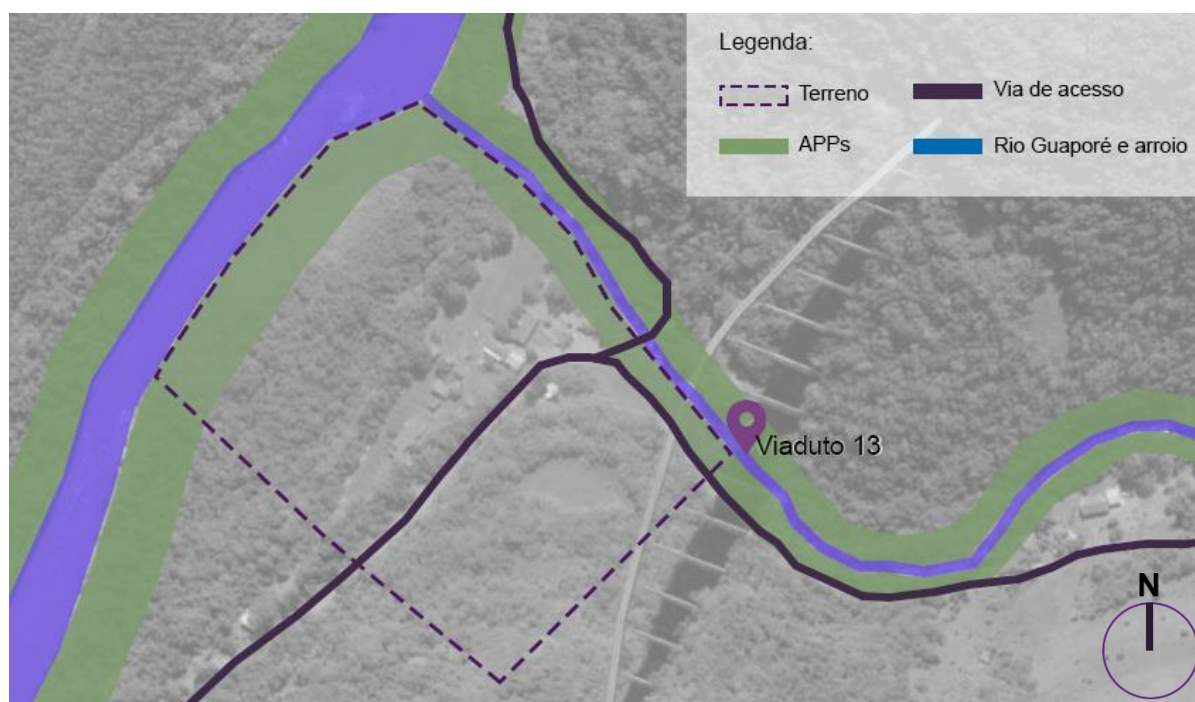 Legenda:
Terreno
Via de acesso
APPs
Rio Guaporé e arroio
Viaduto 13
N